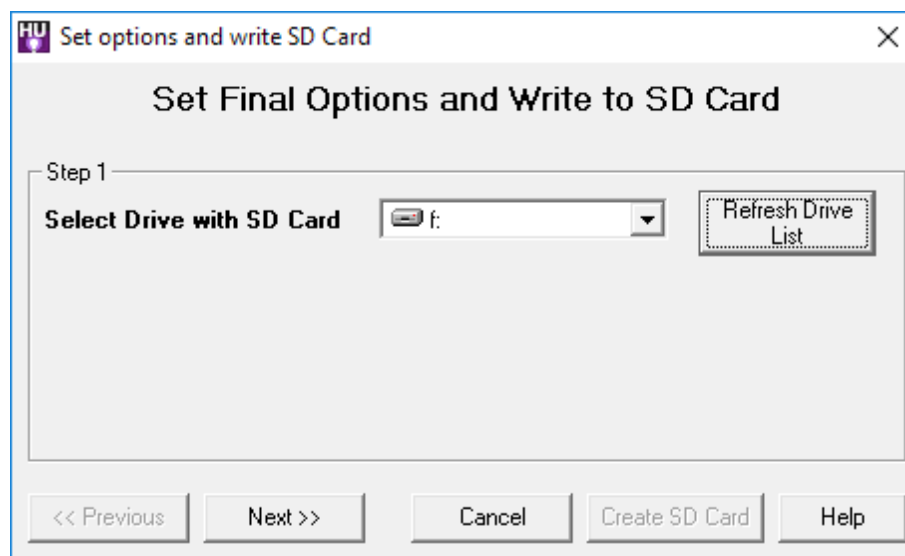 HU
Set options and write SD Card
Set Final Options and Write to SD Card
Step 1
Select Drive with SD Card
f:
Refresh Drive
List
<< Previous
Next >>
Cancel
Create SD Card
Help